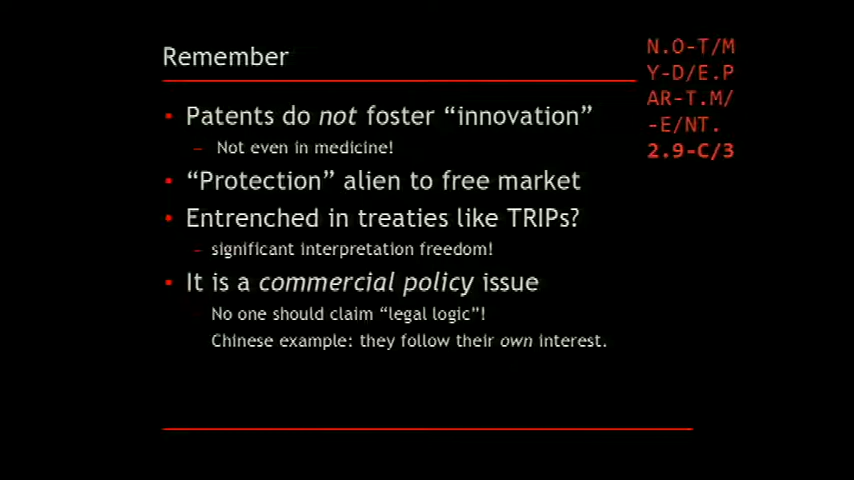 Remember
N.O-T/M
Y-D/E.P
AR-T.M/
-E/NT.
2.9-C/3
▪ Patents do not foster “innovation”
– Not even in medicine!
▪ “Protection” alien to free market
▪ Entrenched in treaties like TRIPs?
– significant interpretation freedom!
▪ It is a commercial policy issue
– No one should claim “legal logic”!
Chinese example: they follow their own interest.